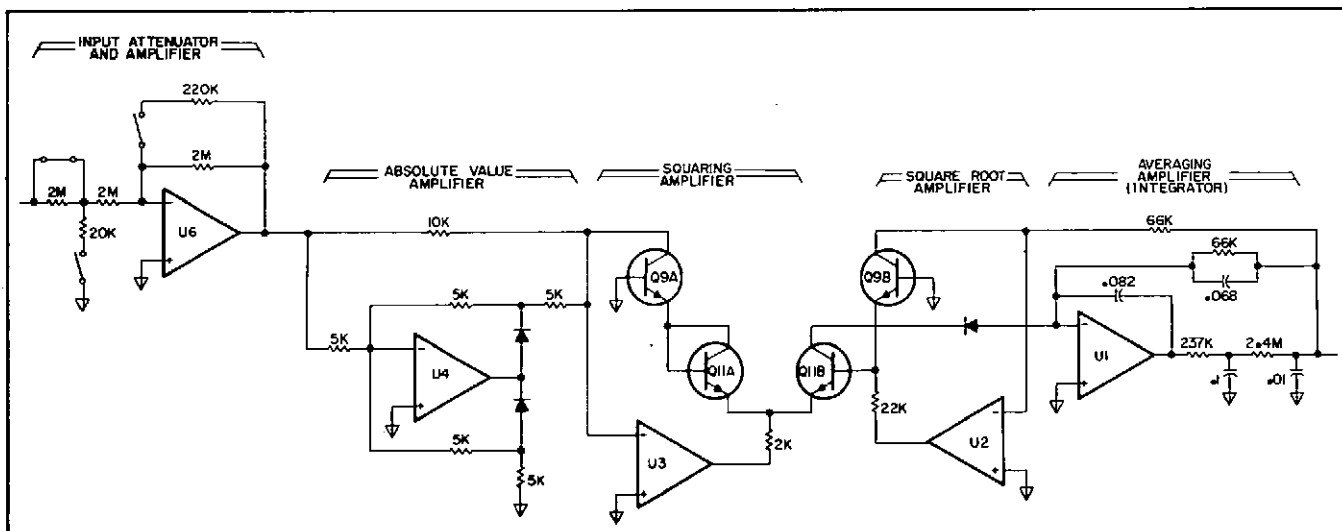 INPUT ATTENUATOR
AND AMPLIFIER
220K
2M
2M
2M
20K
U6
ABSOLUTE VALUE
AMPLIFIER
10K
5K
5K
5K
U4
5K
5K
SQUARING
AMPLIFIER
Q9A
Q11A
U3
2K
SQUARE ROOT
AMPLIFIER
Q9B
Q11B
22K
U2
AVERAGING
AMPLIFIER
(INTEGRATOR)
66K
66K
.082
.068
U1
237K
2.4M
.1
.01